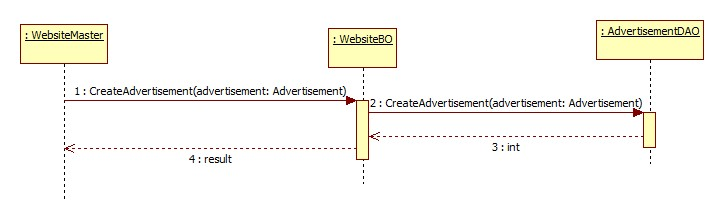 : WebsiteMaster
: WebsiteBO
: AdvertisementDAO
1 : CreateAdvertisement(advertisement: Advertisement)
2 : CreateAdvertisement(advertisement: Advertisement)
3 : int
4 : result